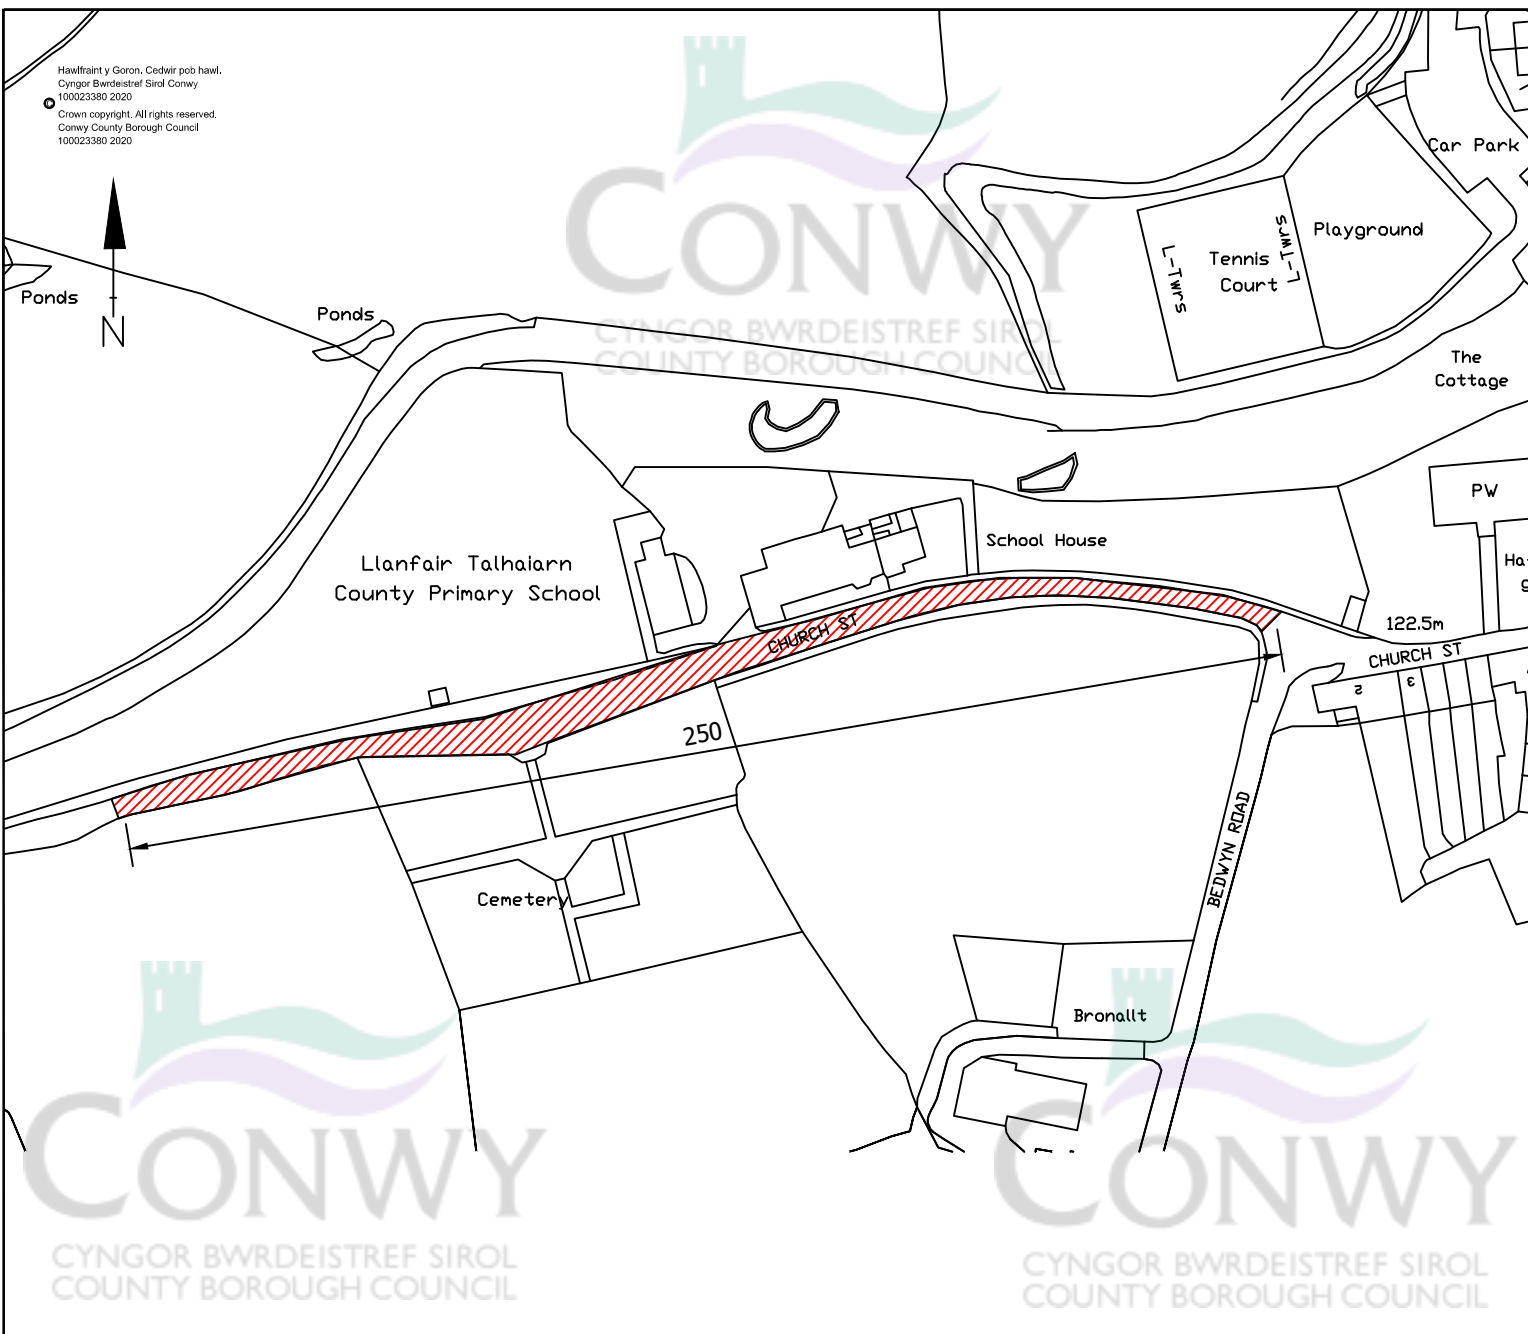 Hawlfraint y Goron. Cedwir pob hawl.
Cyngor Bwrdeistref Sirol Conwy
100023380 2020
©
Crown copyright. All rights reserved.
Conwy County Borough Council
100023380 2020
N
Ponds
Ponds
CONWY
CYNGOR BWRDEISTREF SIROL
COUNTY BOROUGH COUNCIL
Car Park
Playground
L-Twrs
Tennis
Court
L-Twrs
The
Cottage
PW
School House
Llanfair Talhaiarn
County Primary School
CHURCH ST
122.5m
CHURCH ST
2
3
250
BEDWYN ROAD
Cemetery
Bronallt
CONWY
CYNGOR BWRDEISTREF SIROL
COUNTY BOROUGH COUNCIL
CONWY
CYNGOR BWRDEISTREF SIROL
COUNTY BOROUGH COUNCIL